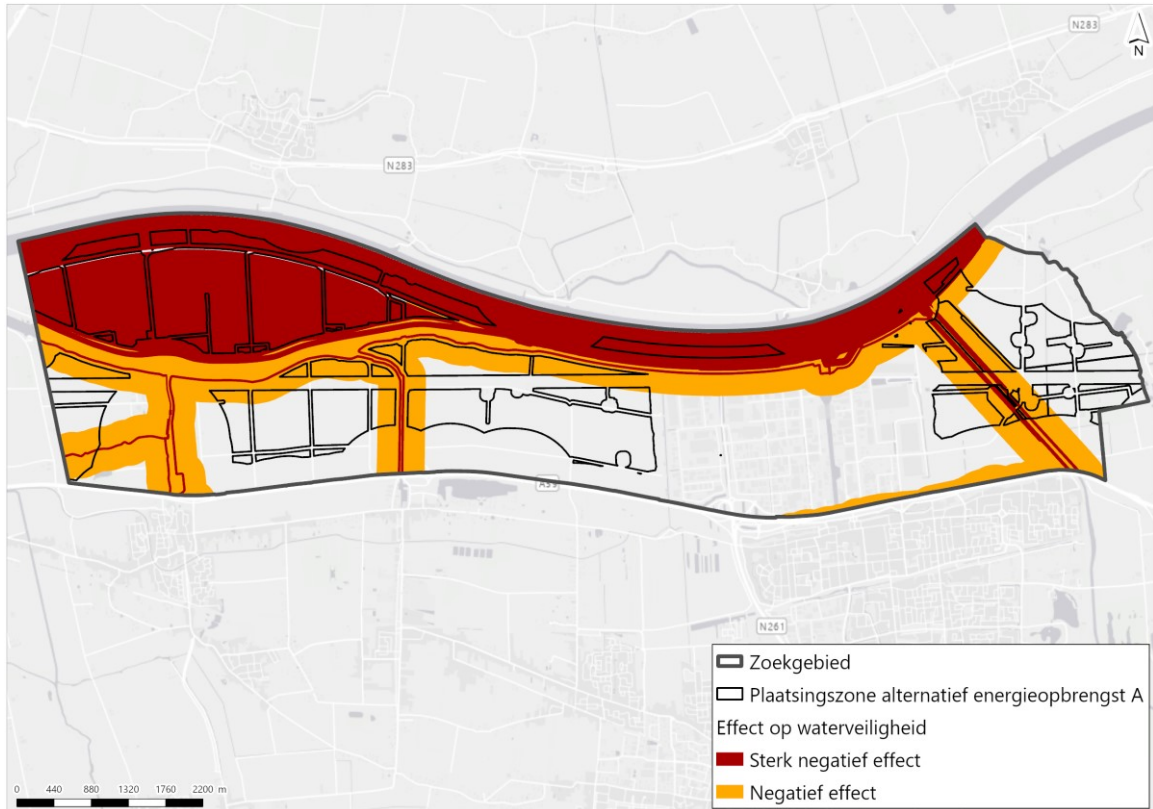 N283
N
N283
A59
N261
Zoekgebied
Plaatsingszone alternatief energieopbrengst A
Effect op waterveiligheid
Sterk negatief effect
Negatief effect
0 440 880 1320 1760 2200 m